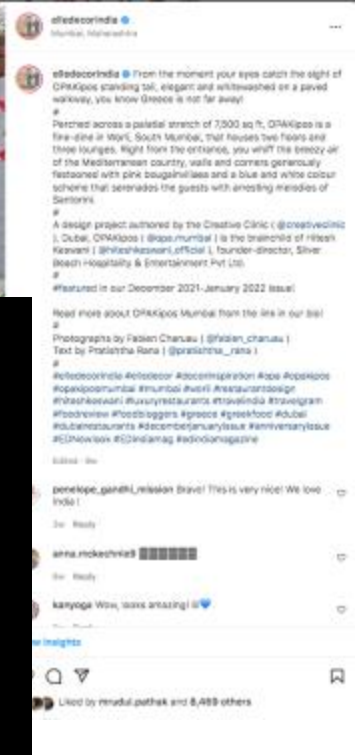 elledecorindia
Mumbai, Maharashtra
elledecorindia From the moment your eyes catch the sight of
OPAKipos standing tall, elegant and whitewashed on a paved
walkway, you know Greece is not far away!
#
Perched across a palatial stretch of 7,500 sq ft, OPAKipos is a
fine-dine in Worli, South Mumbai, that houses two floors and
three lounges. Right from the entrance, you whiff the breezy air
of the Mediterranean country, walls and corners generously
festooned with pink bougainvillaea and a blue and white colour
scheme that serenades the guests with arresting melodies of
Santorini.
#
A design project authored by the Creative Clinic ( @creativeclinic
), Dubai, OPAKipos ( @opa.mumbai ) is the brainchild of Hitesh
Keswani ( @hiteshkeswani_official ), founder-director, Silver
Beach Hospitality & Entertainment Pvt Ltd.
#
#featured in our December 2021-January 2022 issue!
Read more about OPAKipos Mumbai from the link in our bio!
#
Photographs by Fabien Charuau ( @fabien_charuau )
Text by Pratishtha Rana ( @pratishtha_rana )
#
#elledecorindia #elledecor #decorinspiration #opa #opakipos
#opakiposmumbai #mumbai #worli #restaurantdesign
#hiteshkeswani #luxuryrestaurants #travelindia #travelgram
#foodreview #foodbloggers #greece #greekfood #dubai
#dubairestaurants #decemberjanuaryissue #anniversaryissue
#EDNewlook #EDindiamag #edindiamagazine
Edited
penelope_gandhi_mission Bravo! This is very nice! We love
India !
Reply
anna.mckechnie9
Reply
kanyoga Wow, looks amazing!
Insights
Liked by mrudul.pathak and 8,469 others